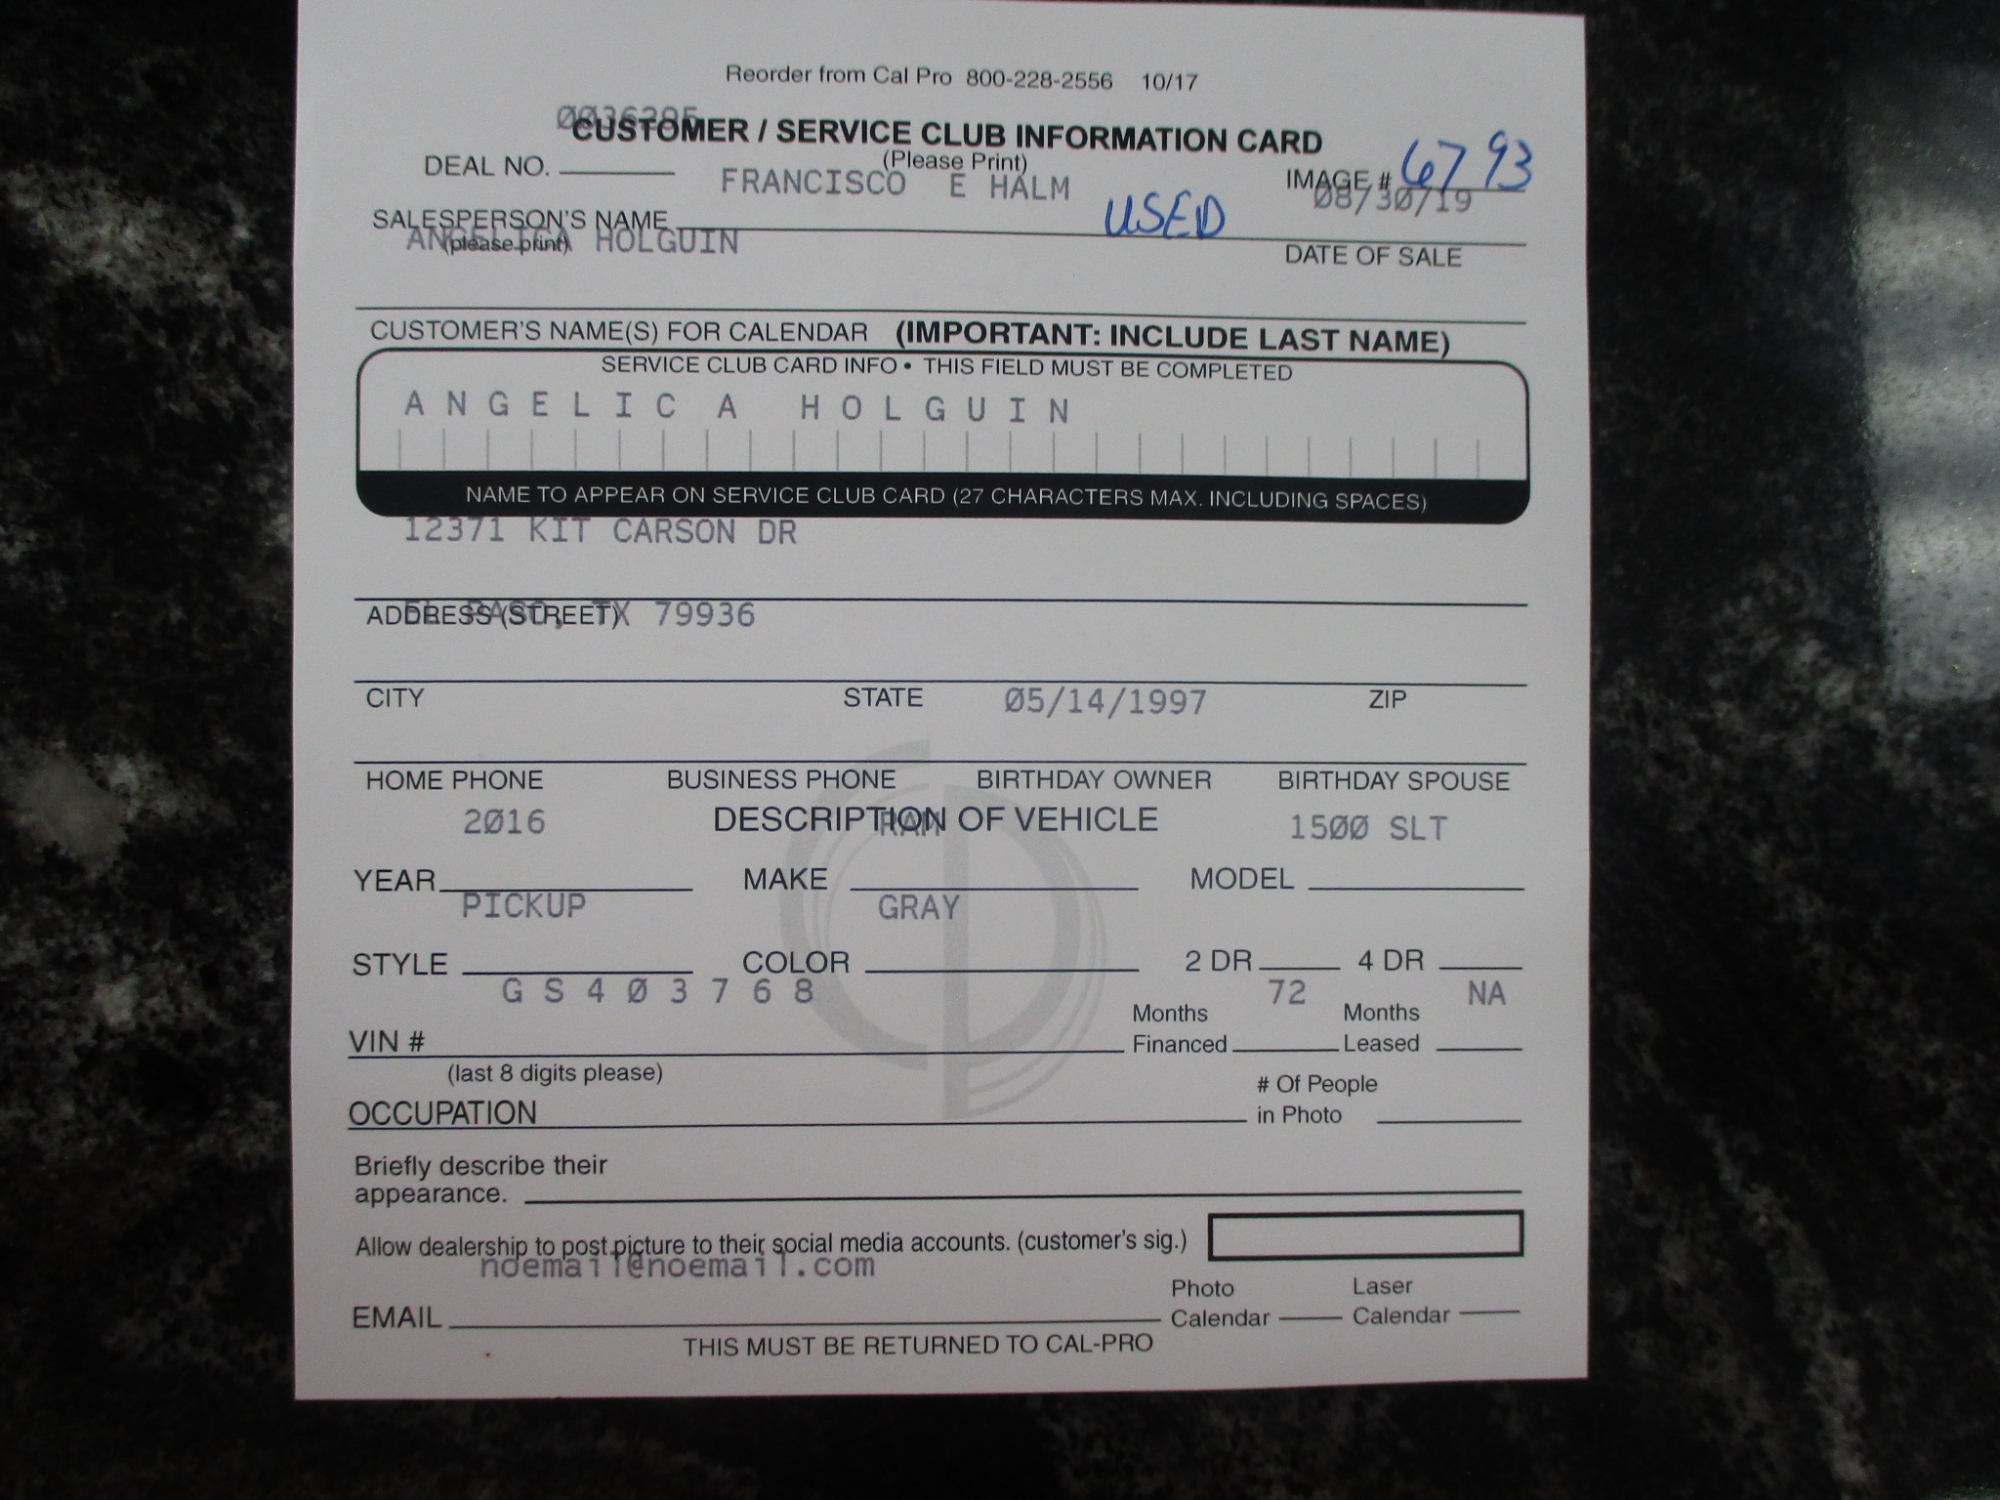 Reorder from Cal Pro 800-228-2556 10/17
0036295
CUSTOMER / SERVICE CLUB INFORMATION CARD
(Please Print)
DEAL NO.
FRANCISCO E HALM
IMAGE # 6793
08/30/19
SALESPERSON'S NAME
(please print)
USED
ANGELICA HOLGUIN
DATE OF SALE
CUSTOMER'S NAME(S) FOR CALENDAR (IMPORTANT: INCLUDE LAST NAME)
SERVICE CLUB CARD INFO • THIS FIELD MUST BE COMPLETED
ANGELICA HOLGUIN
NAME TO APPEAR ON SERVICE CLUB CARD (27 CHARACTERS MAX. INCLUDING SPACES)
12371 KIT CARSON DR
ADDRESS (STREET)
EL PASO, TX 79936
CITY STATE ZIP
05/14/1997
HOME PHONE BUSINESS PHONE BIRTHDAY OWNER BIRTHDAY SPOUSE
DESCRIPTION OF VEHICLE
2016 RAM 1500 SLT
YEAR MAKE MODEL
PICKUP GRAY
STYLE COLOR 2 DR 4 DR
GS403768 72 NA
VIN # Months Financed Months Leased
(last 8 digits please)
OCCUPATION # Of People in Photo
Briefly describe their
appearance.
Allow dealership to post picture to their social media accounts. (customer's sig.)
noemail@noemail.com
EMAIL Photo Calendar Laser Calendar
THIS MUST BE RETURNED TO CAL-PRO